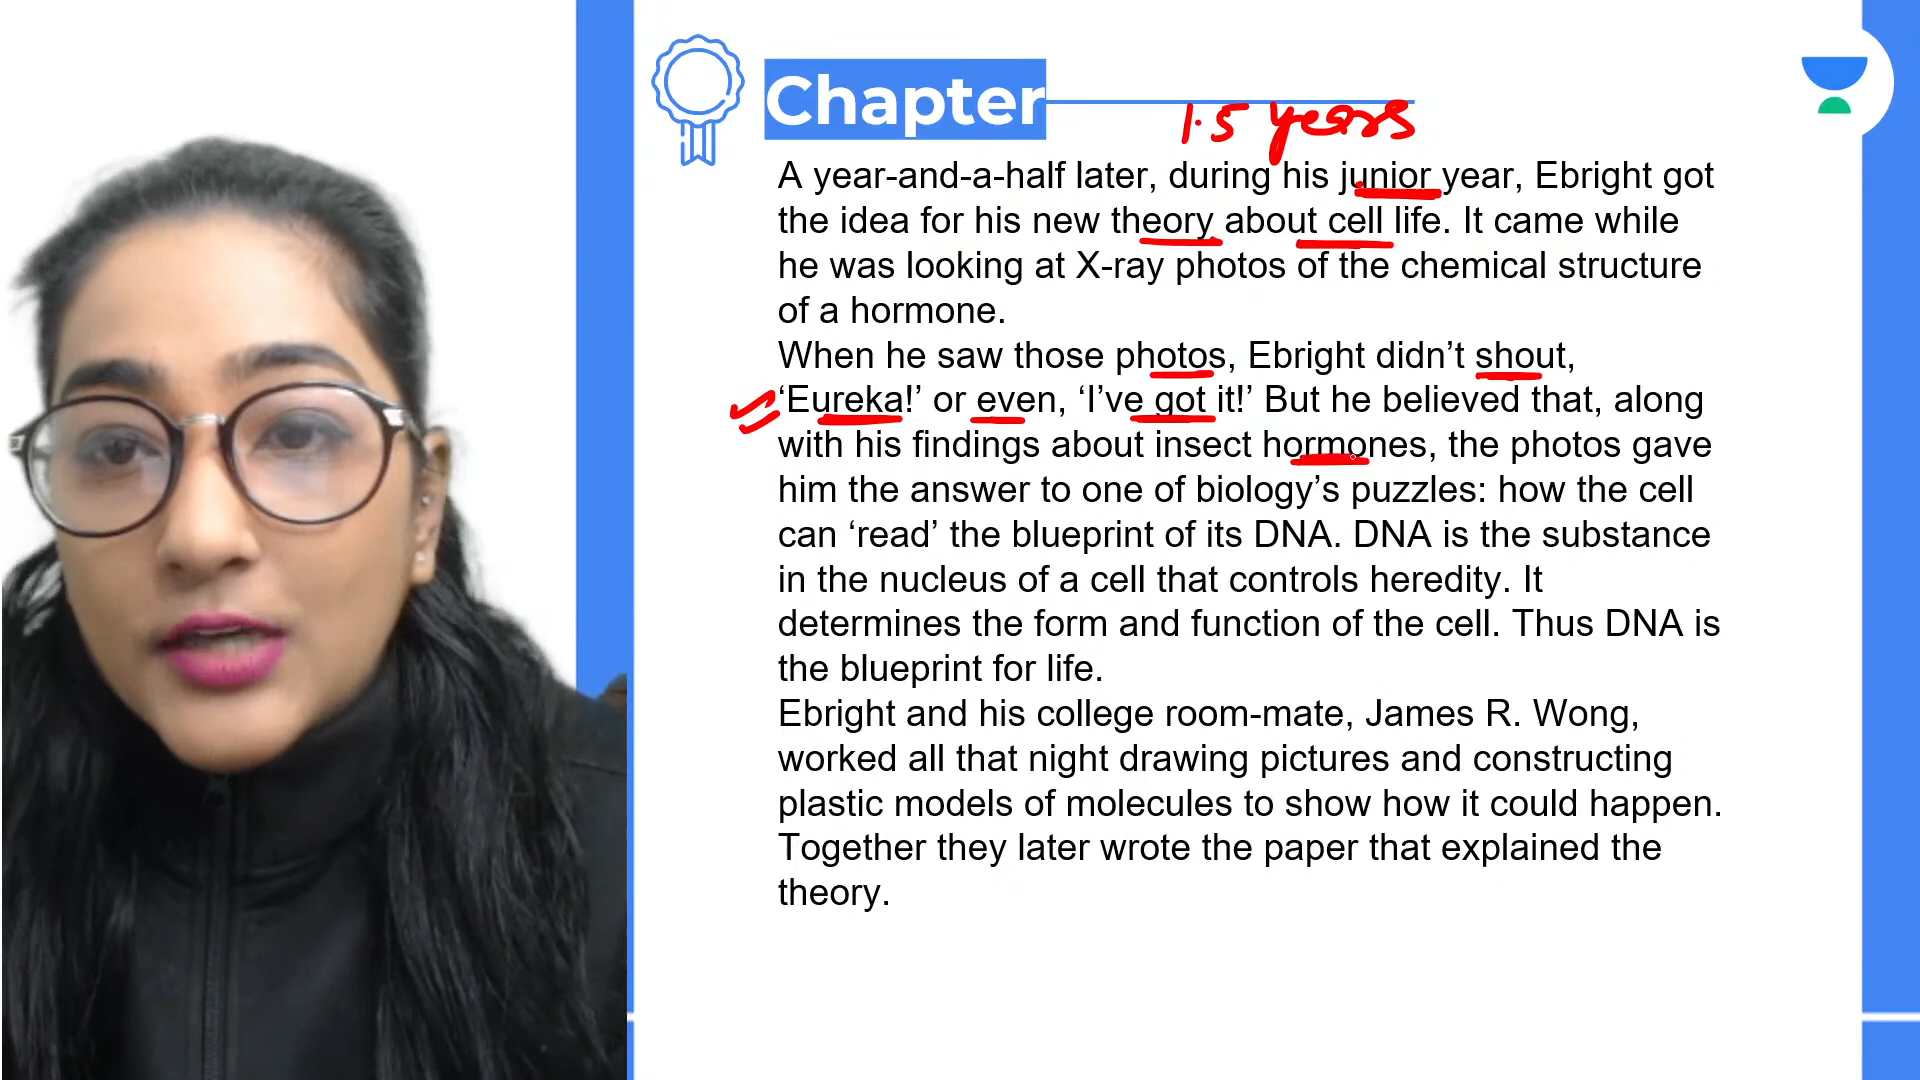 Chapter
1.5 years
A year-and-a-half later, during his junior year, Ebright got
the idea for his new theory about cell life. It came while
he was looking at X-ray photos of the chemical structure
of a hormone.
When he saw those photos, Ebright didn’t shout,
‘Eureka!’ or even, ‘I’ve got it!’ But he believed that, along
with his findings about insect hormones, the photos gave
him the answer to one of biology’s puzzles: how the cell
can ‘read’ the blueprint of its DNA. DNA is the substance
in the nucleus of a cell that controls heredity. It
determines the form and function of the cell. Thus DNA is
the blueprint for life.
Ebright and his college room-mate, James R. Wong,
worked all that night drawing pictures and constructing
plastic models of molecules to show how it could happen.
Together they later wrote the paper that explained the
theory.